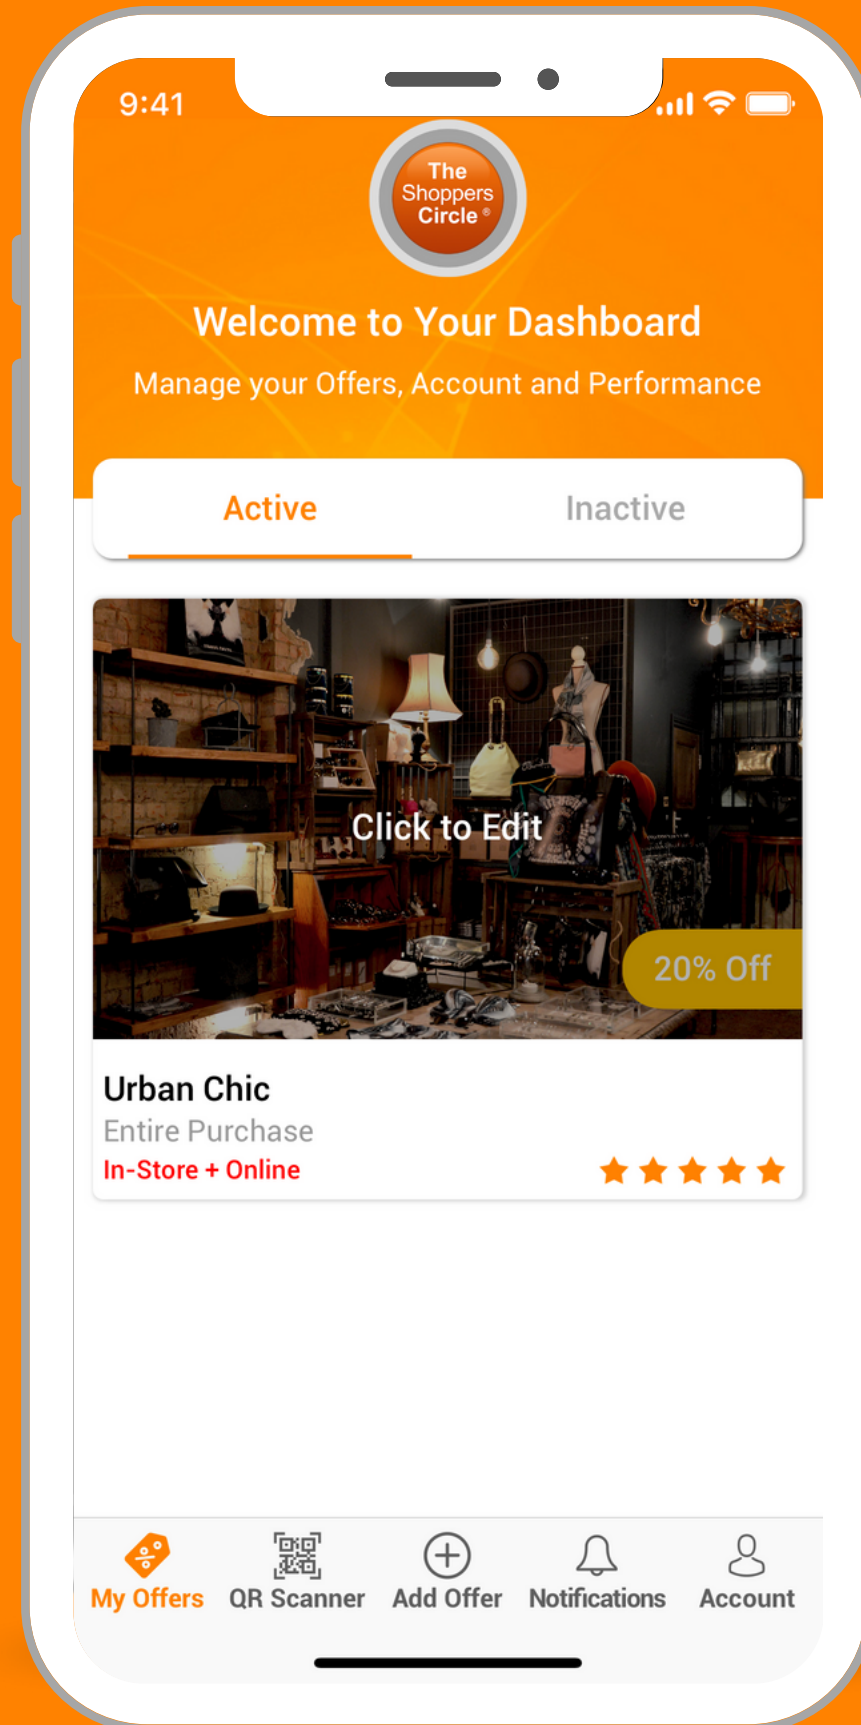 9:41
The
Shoppers
Circle ®
Welcome to Your Dashboard
Manage your Offers, Account and Performance
Active Inactive
Click to Edit
20% Off
Urban Chic
Entire Purchase
In-Store + Online
My Offers QR Scanner Add Offer Notifications Account